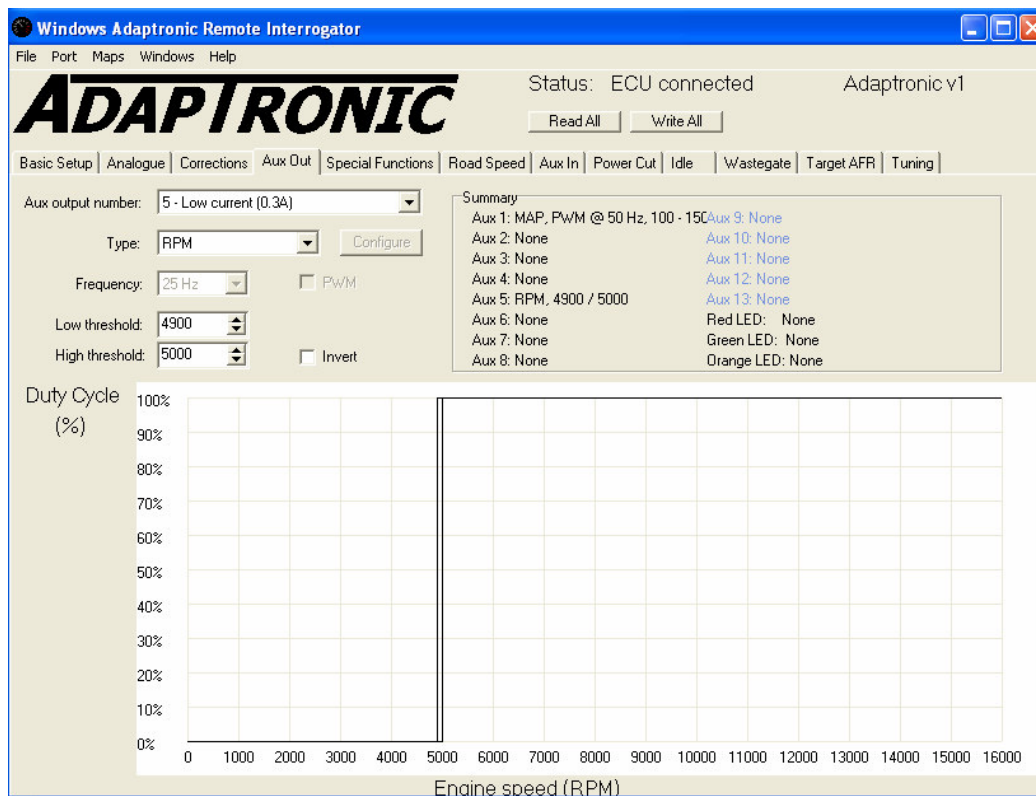 Windows Adaptronic Remote Interrogator
File Port Maps Windows Help
ADAPTRONIC
Status: ECU connected Adaptronic v1
Read All Write All
Basic Setup Analogue Corrections Aux Out Special Functions Road Speed Aux In Power Cut Idle Wastegate Target AFR Tuning
Aux output number: 5 - Low current (0.3A)
Type: RPM Configure
Frequency: 25 Hz PWM
Low threshold: 4900
High threshold: 5000 Invert
Summary
Aux 1: MAP, PWM @ 50 Hz, 100 - 150 Aux 9: None
Aux 2: None Aux 10: None
Aux 3: None Aux 11: None
Aux 4: None Aux 12: None
Aux 5: RPM, 4900 / 5000 Aux 13: None
Aux 6: None Red LED: None
Aux 7: None Green LED: None
Aux 8: None Orange LED: None
Duty Cycle
(%)
100%
90%
80%
70%
60%
50%
40%
30%
20%
10%
0%
0 1000 2000 3000 4000 5000 6000 7000 8000 9000 10000 11000 12000 13000 14000 15000 16000
Engine speed (RPM)